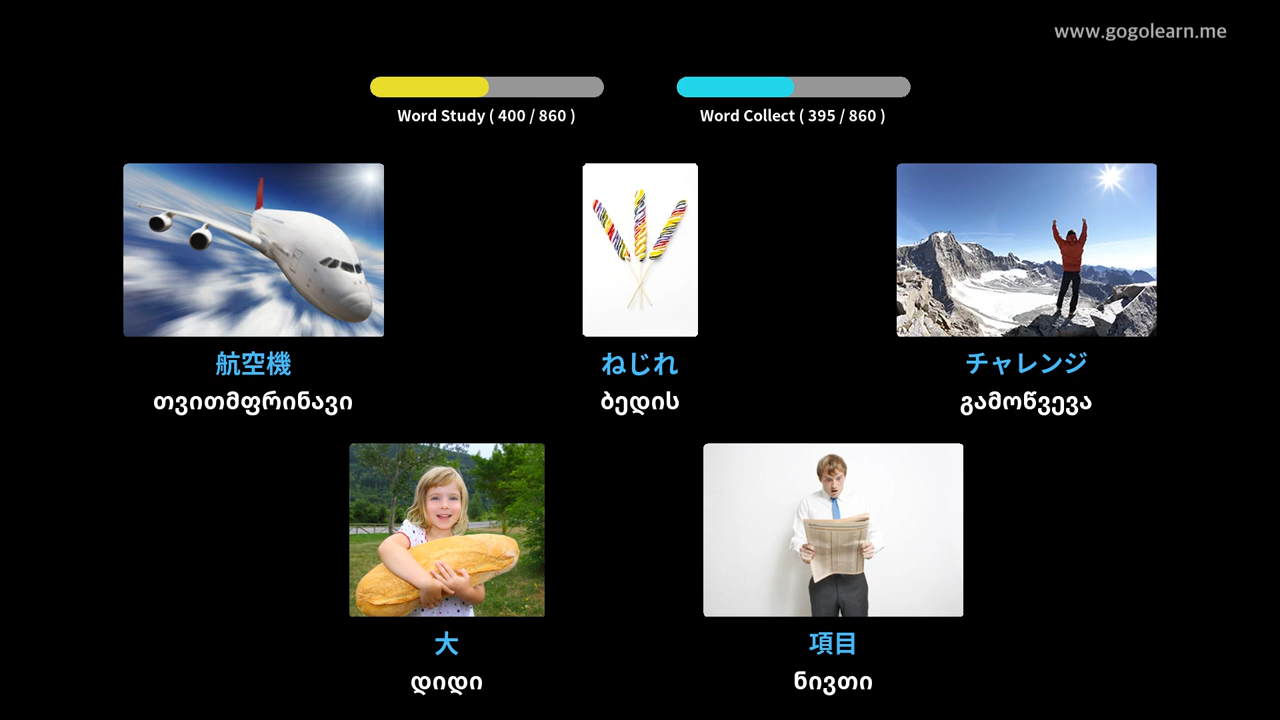 www.gogolearn.me
Word Study ( 400 / 860 )
Word Collect ( 395 / 860 )
航空機
თვითმფრინავი
ねじれ
ბედის
チャレンジ
გამოწვევა
大
დიდი
項目
ნივთი